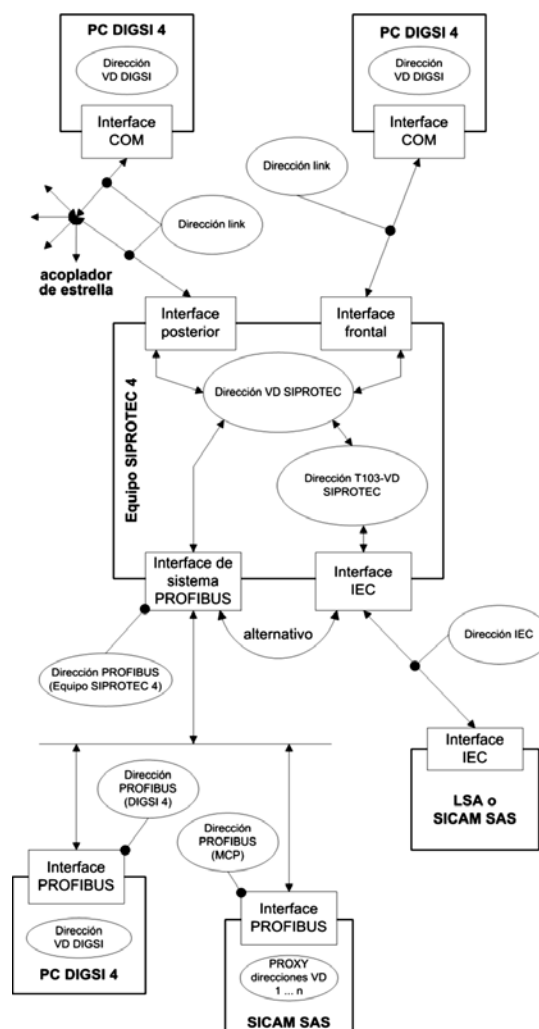 PC DIGSI 4
Dirección
VD DIGSI
Interface
COM
PC DIGSI 4
Dirección
VD DIGSI
Interface
COM
Dirección link
Dirección link
acoplador
de estrella
Interface
posterior
Interface
frontal
Equipo SIPROTEC 4
Dirección VD SIPROTEC
Dirección T103-VD
SIPROTEC
Interface de
sistema
PROFIBUS
Interface
IEC
alternativo
Dirección IEC
Dirección PROFIBUS
(Equipo SIPROTEC 4)
Interface
IEC
LSA o
SICAM SAS
Dirección
PROFIBUS
(DIGSI 4)
Dirección
PROFIBUS
(MCP)
Interface
PROFIBUS
Dirección
VD DIGSI
PC DIGSI 4
Interface
PROFIBUS
PROXY
direcciones VD
1 ... n
SICAM SAS